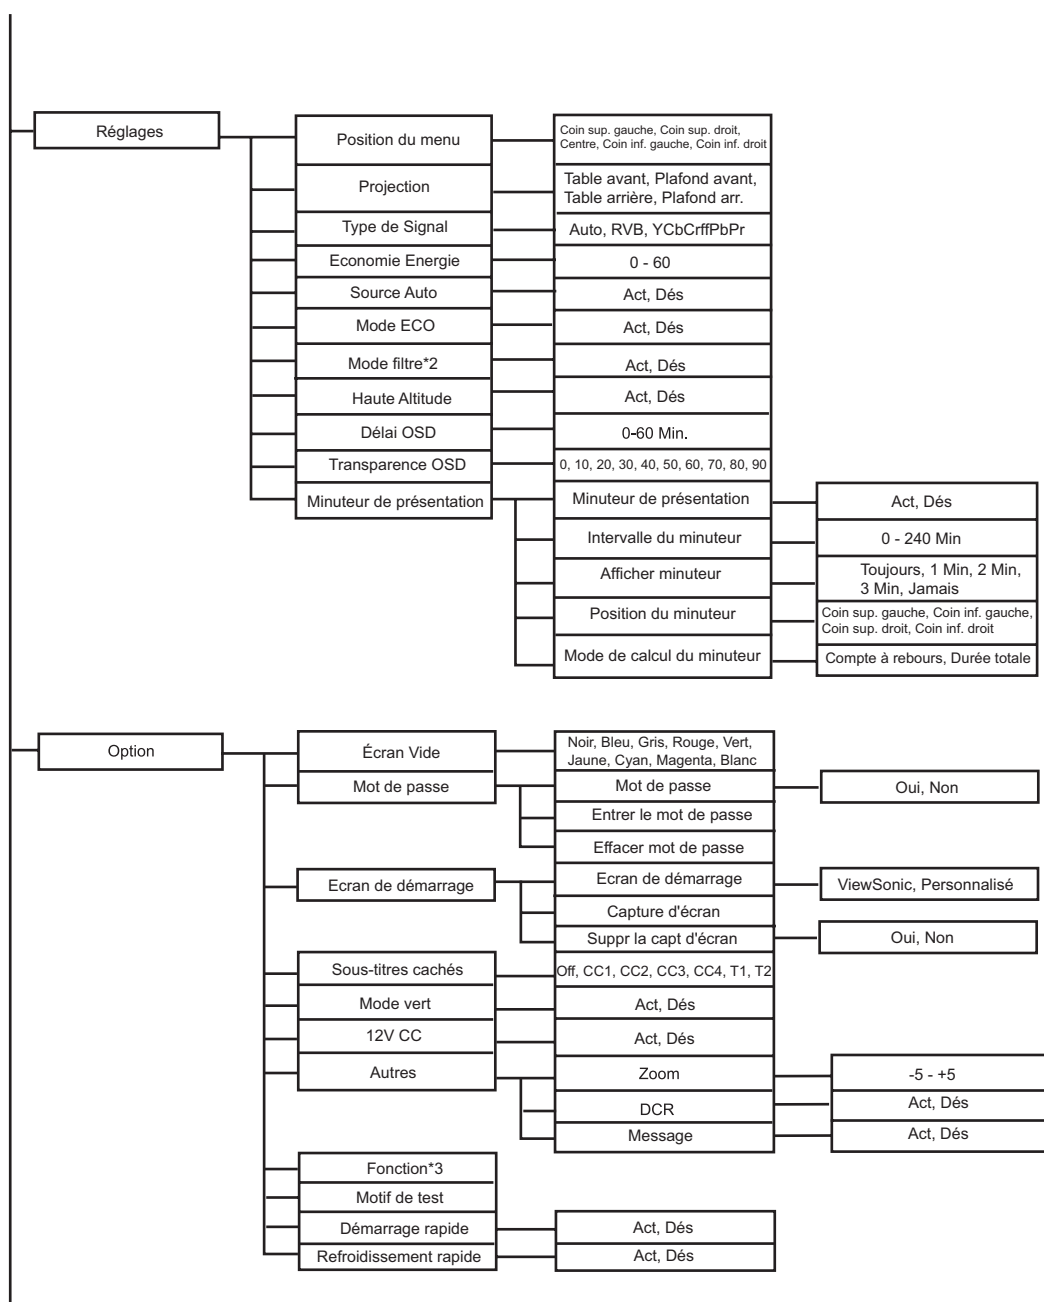 Réglages
Position du menu
Coin sup. gauche, Coin sup. droit,
Centre, Coin inf. gauche, Coin inf. droit
Projection
Table avant, Plafond avant,
Table arrière, Plafond arr.
Type de Signal
Auto, RVB, YCbCrffPbPr
Economie Energie
0 - 60
Source Auto
Act, Dés
Mode ECO
Act, Dés
Mode filtre*2
Act, Dés
Haute Altitude
Act, Dés
Délai OSD
0-60 Min.
Transparence OSD
0, 10, 20, 30, 40, 50, 60, 70, 80, 90
Minuteur de présentation
Minuteur de présentation
Act, Dés
Intervalle du minuteur
0 - 240 Min
Afficher minuteur
Toujours, 1 Min, 2 Min,
3 Min, Jamais
Position du minuteur
Coin sup. gauche, Coin inf. gauche,
Coin sup. droit, Coin inf. droit
Mode de calcul du minuteur
Compte à rebours, Durée totale
Option
Écran Vide
Noir, Bleu, Gris, Rouge, Vert,
Jaune, Cyan, Magenta, Blanc
Mot de passe
Mot de passe
Oui, Non
Entrer le mot de passe
Effacer mot de passe
Ecran de démarrage
Ecran de démarrage
ViewSonic, Personnalisé
Capture d'écran
Suppr la capt d'écran
Oui, Non
Sous-titres cachés
Off, CC1, CC2, CC3, CC4, T1, T2
Mode vert
Act, Dés
12V CC
Act, Dés
Autres
Zoom
-5 - +5
DCR
Act, Dés
Message
Act, Dés
Fonction*3
Motif de test
Démarrage rapide
Act, Dés
Refroidissement rapide
Act, Dés